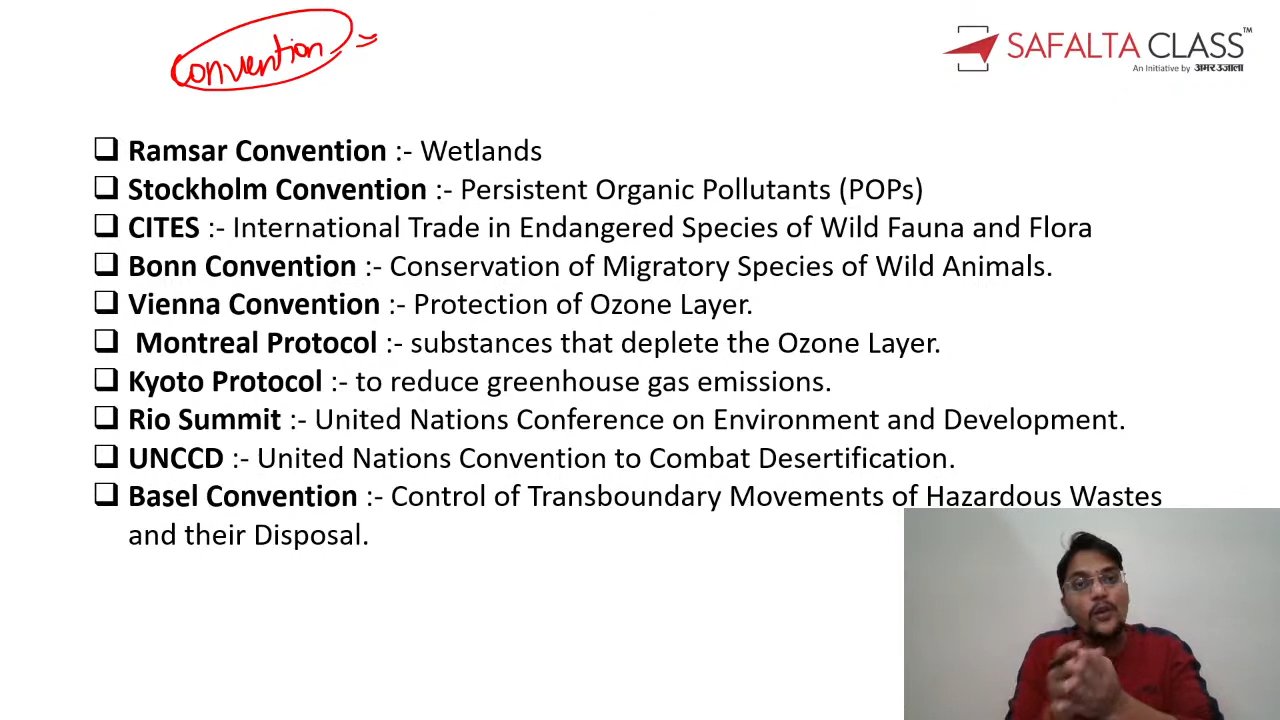 Convention =
SAFALTA CLASS™
An Initiative by अमर उजाला
❑ Ramsar Convention :- Wetlands
❑ Stockholm Convention :- Persistent Organic Pollutants (POPs)
❑ CITES :- International Trade in Endangered Species of Wild Fauna and Flora
❑ Bonn Convention :- Conservation of Migratory Species of Wild Animals.
❑ Vienna Convention :- Protection of Ozone Layer.
❑ Montreal Protocol :- substances that deplete the Ozone Layer.
❑ Kyoto Protocol :- to reduce greenhouse gas emissions.
❑ Rio Summit :- United Nations Conference on Environment and Development.
❑ UNCCD :- United Nations Convention to Combat Desertification.
❑ Basel Convention :- Control of Transboundary Movements of Hazardous Wastes
and their Disposal.